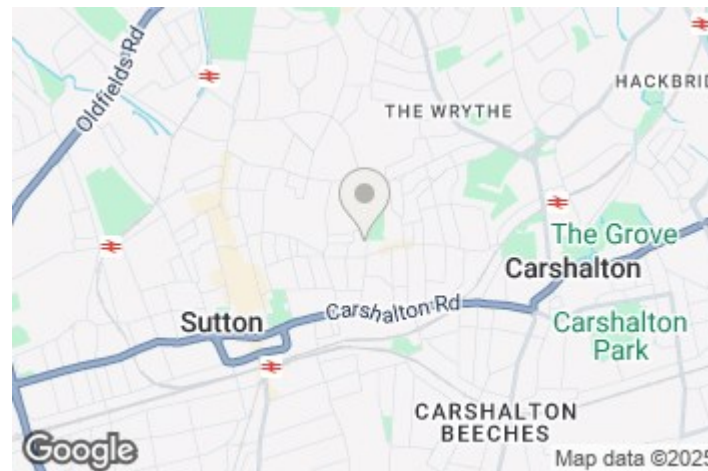 Oldfields Rd
HACKBRID
THE WRYTHE
The Grove
Carshalton
Carshalton Rd
Sutton
Carshalton
Park
CARSHALTON
BEECHES
Google
Map data ©2025